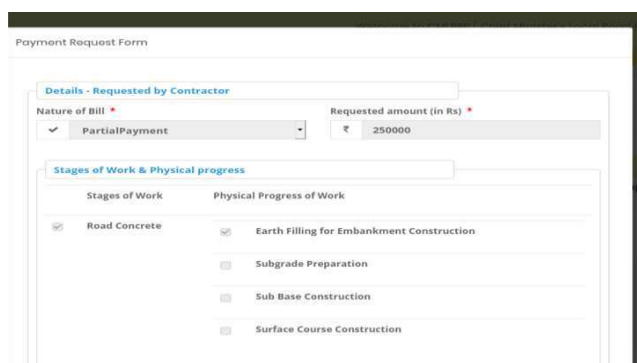 Payment Request Form
Details - Requested by Contractor
Nature of Bill *
Requested amount (in Rs) *
PartialPayment
₹ 250000
Stages of Work & Physical progress
Stages of Work
Physical Progress of Work
Road Concrete
Earth Filling for Embankment Construction
Subgrade Preparation
Sub Base Construction
Surface Course Construction